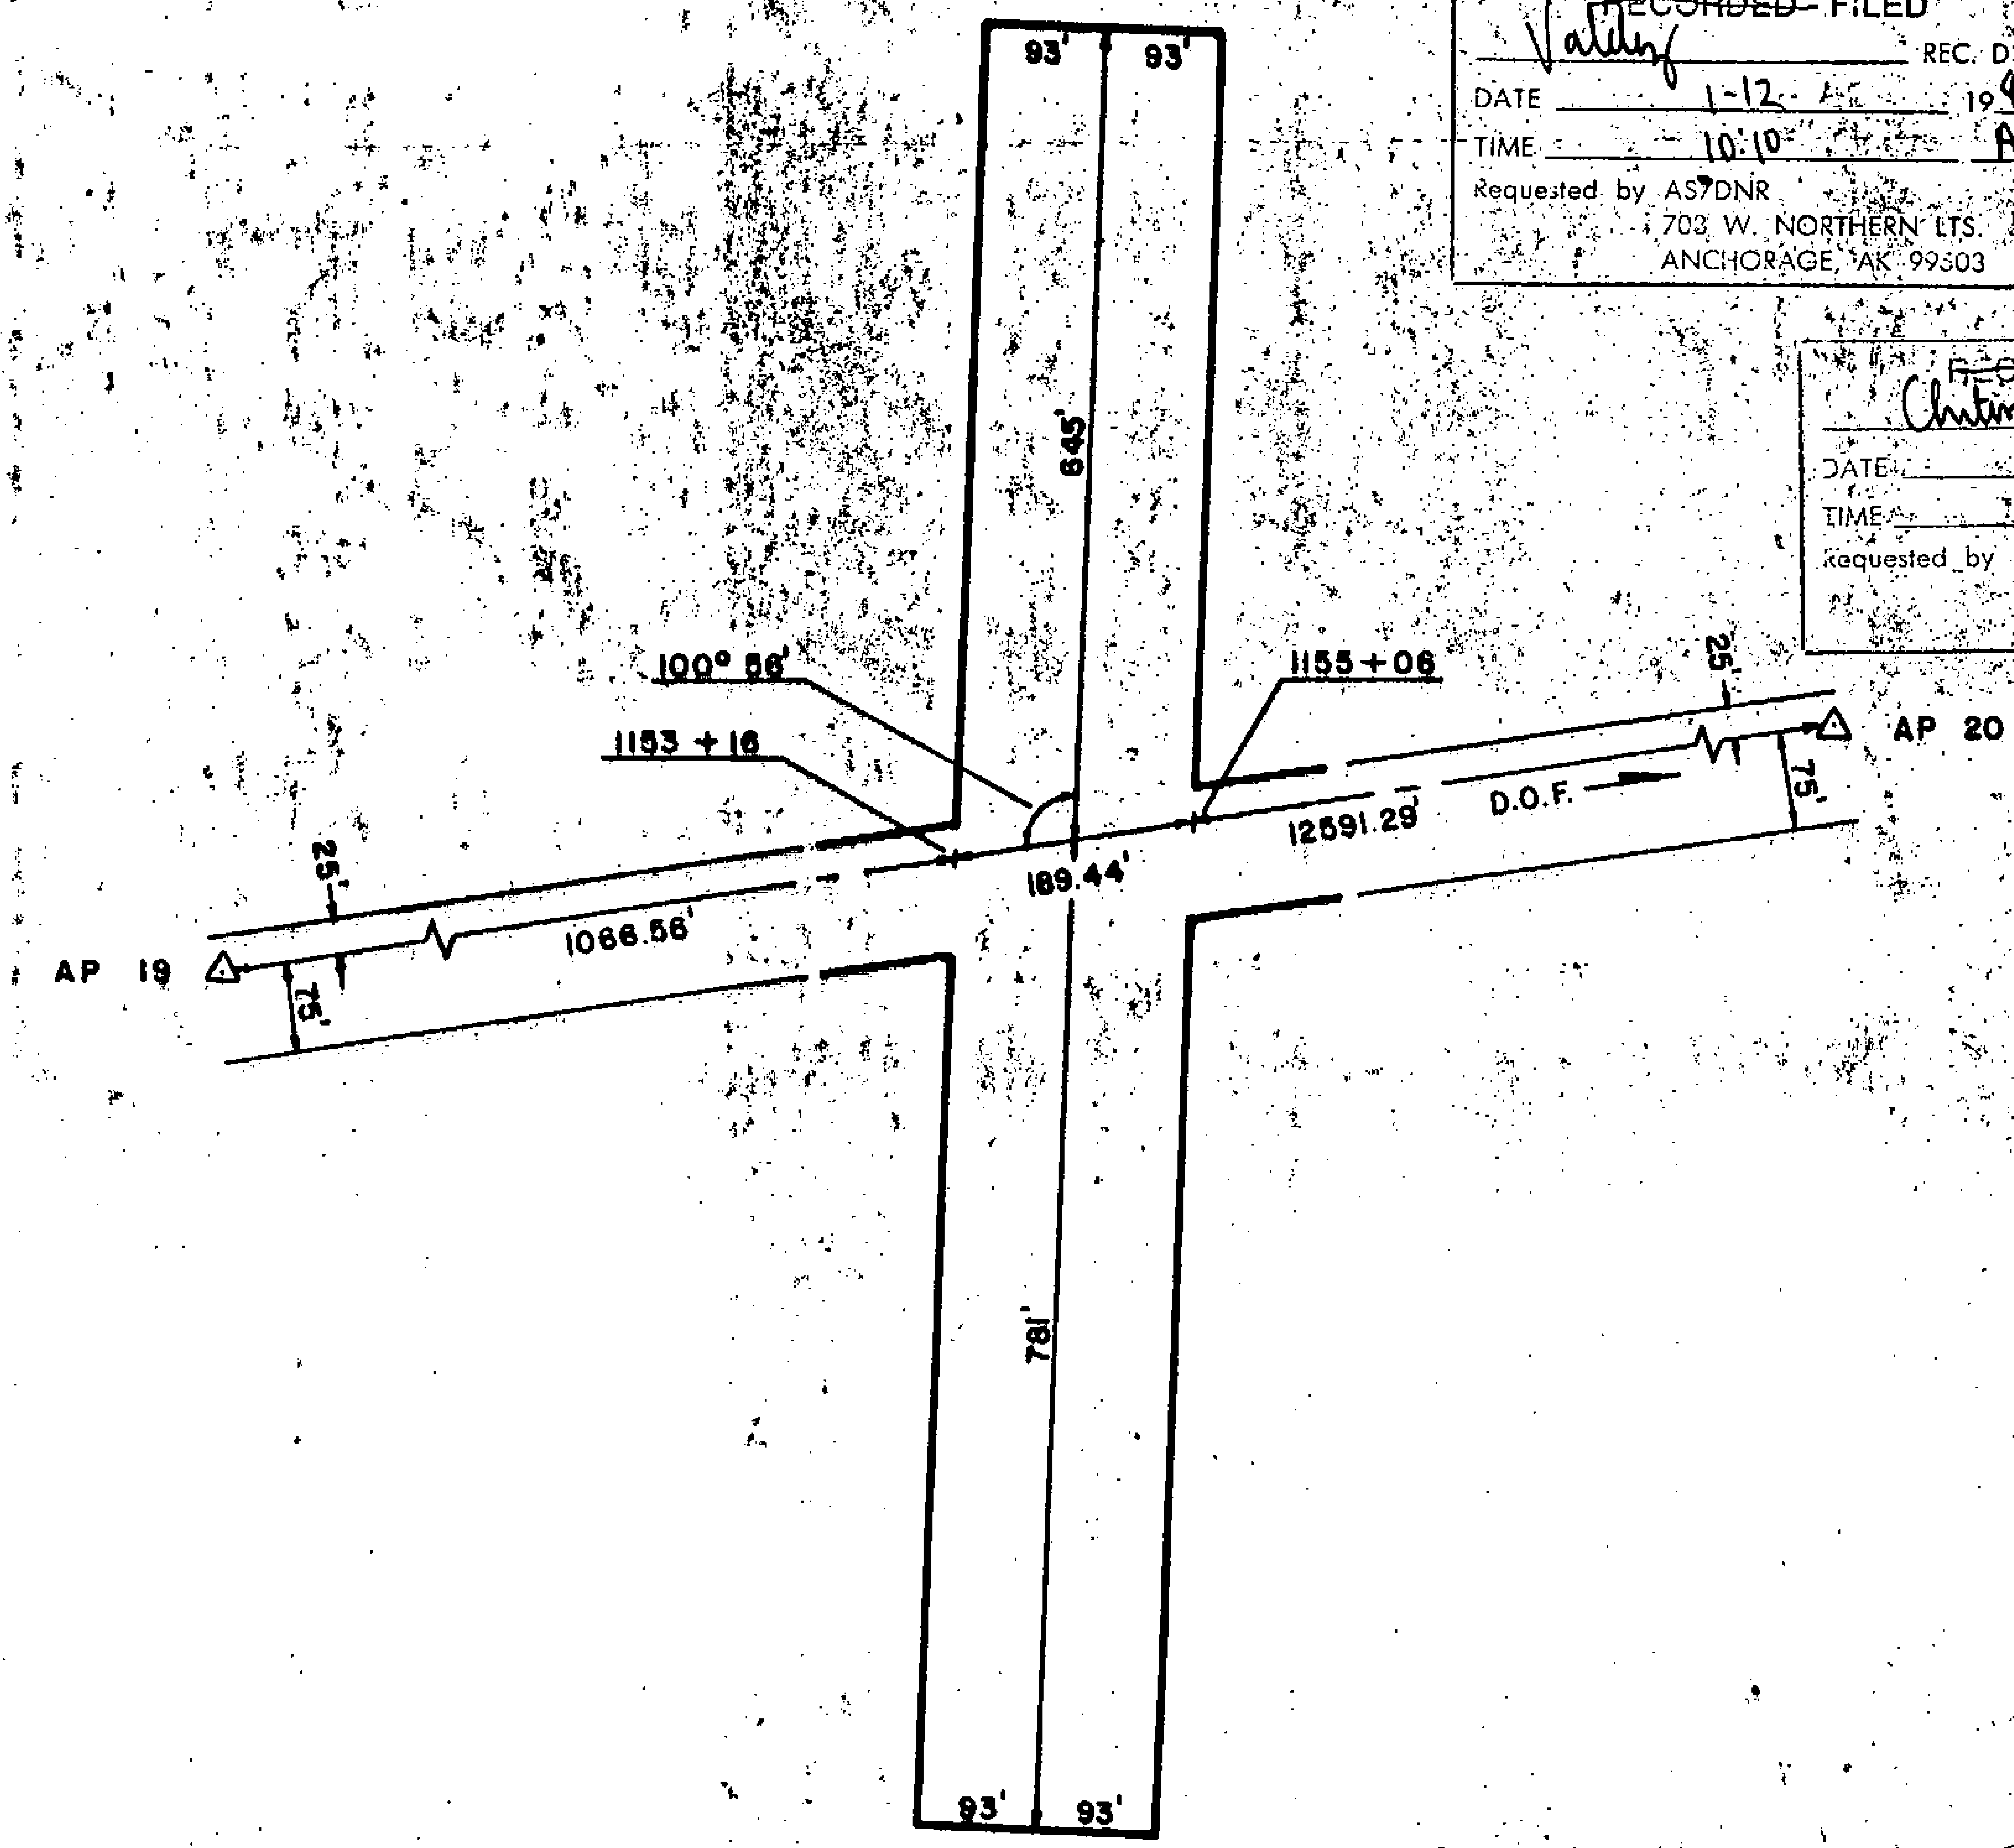 RECORDED - FILED
Valdez REC. D
DATE 1-12- 19
TIME 10:10 A
Requested by AS/DNR
703 W. NORTHERN LTS.
ANCHORAGE, AK 99503
DATE
TIME
Requested by
93' 93'
645'
100° 56'
1153 + 16
1155 + 06
25'
AP 20
75'
D.O.F.
12591.29'
189.44'
25'
1066.56'
AP 19
75'
781'
93' 93'